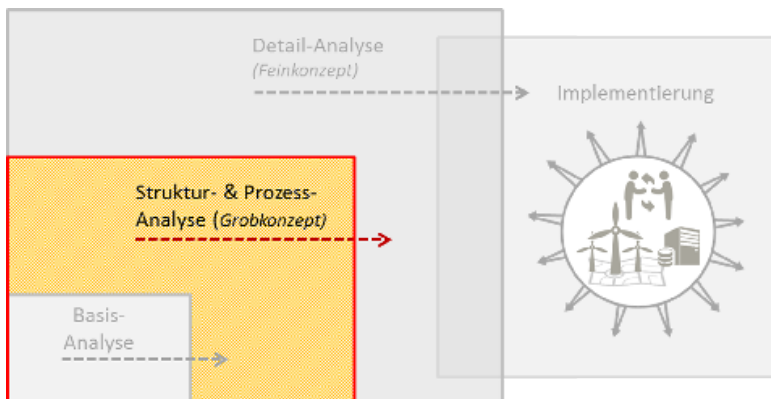 Detail-Analyse
(Feinkonzept)
Implementierung
Struktur- & Prozess-
Analyse (Grobkonzept)
Basis-
Analyse